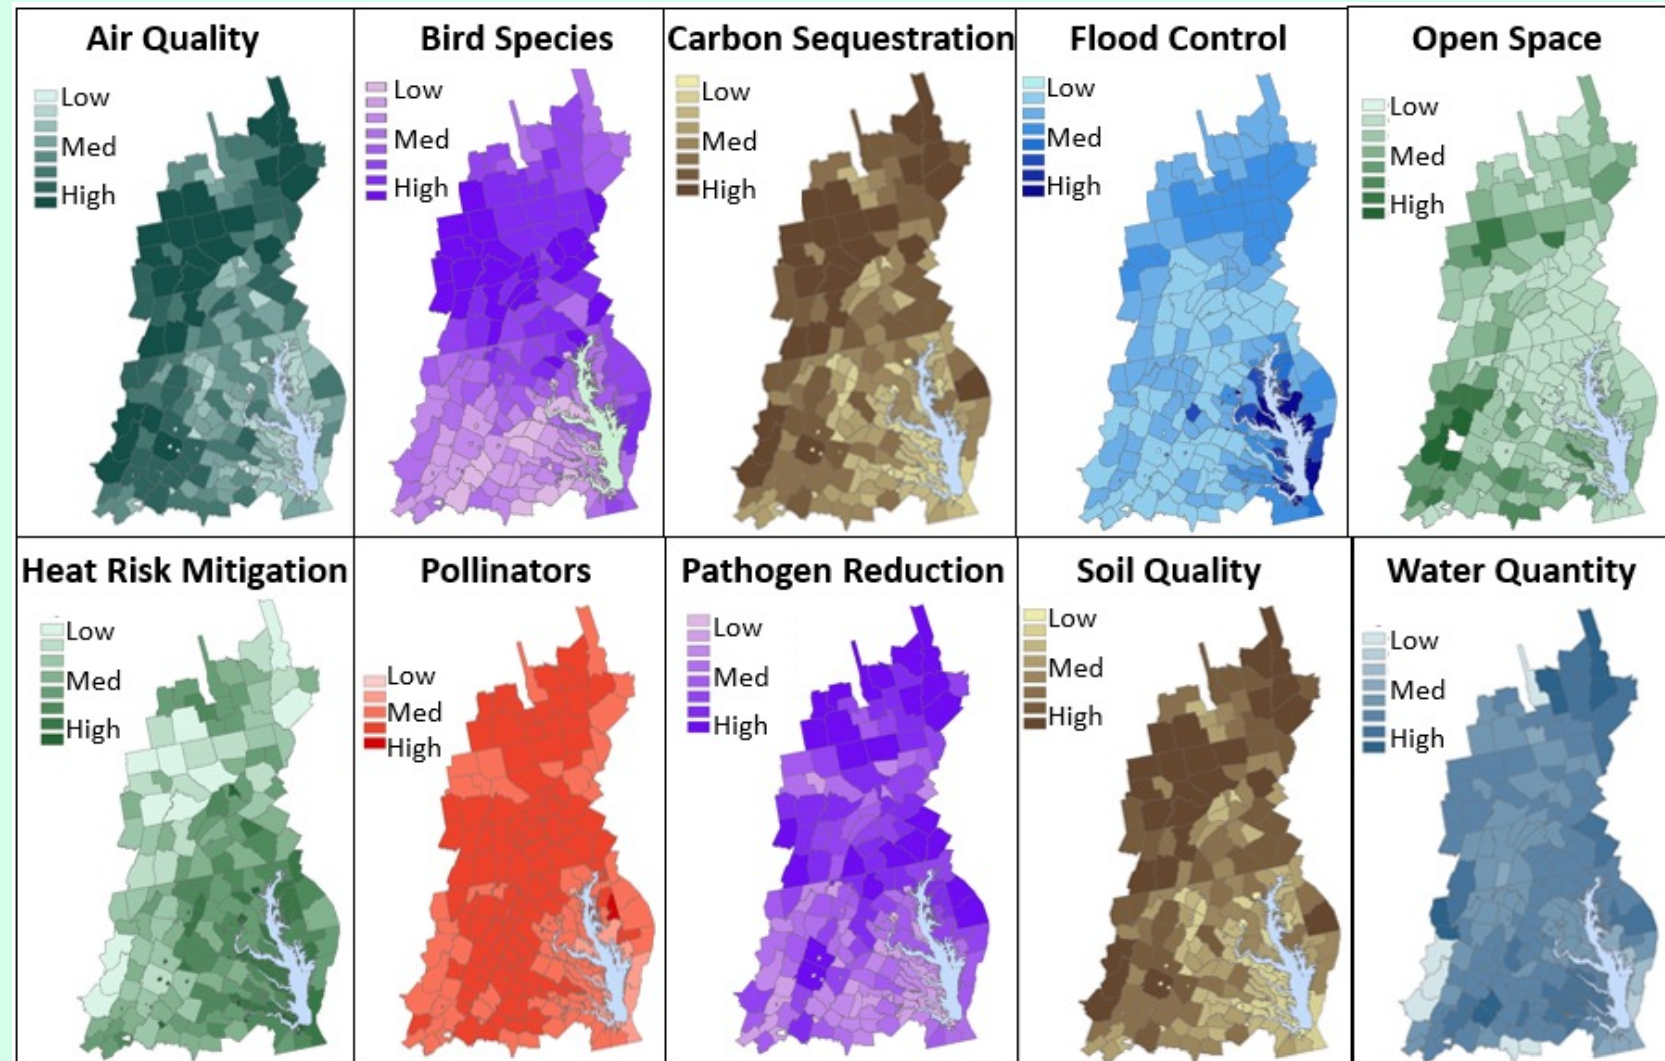 Air Quality
Low
Med
High
Bird Species
Low
Med
High
Carbon Sequestration
Low
Med
High
Flood Control
Low
Med
High
Open Space
Low
Med
High
Heat Risk Mitigation
Low
Med
High
Pollinators
Low
Med
High
Pathogen Reduction
Low
Med
High
Soil Quality
Low
Med
High
Water Quantity
Low
Med
High